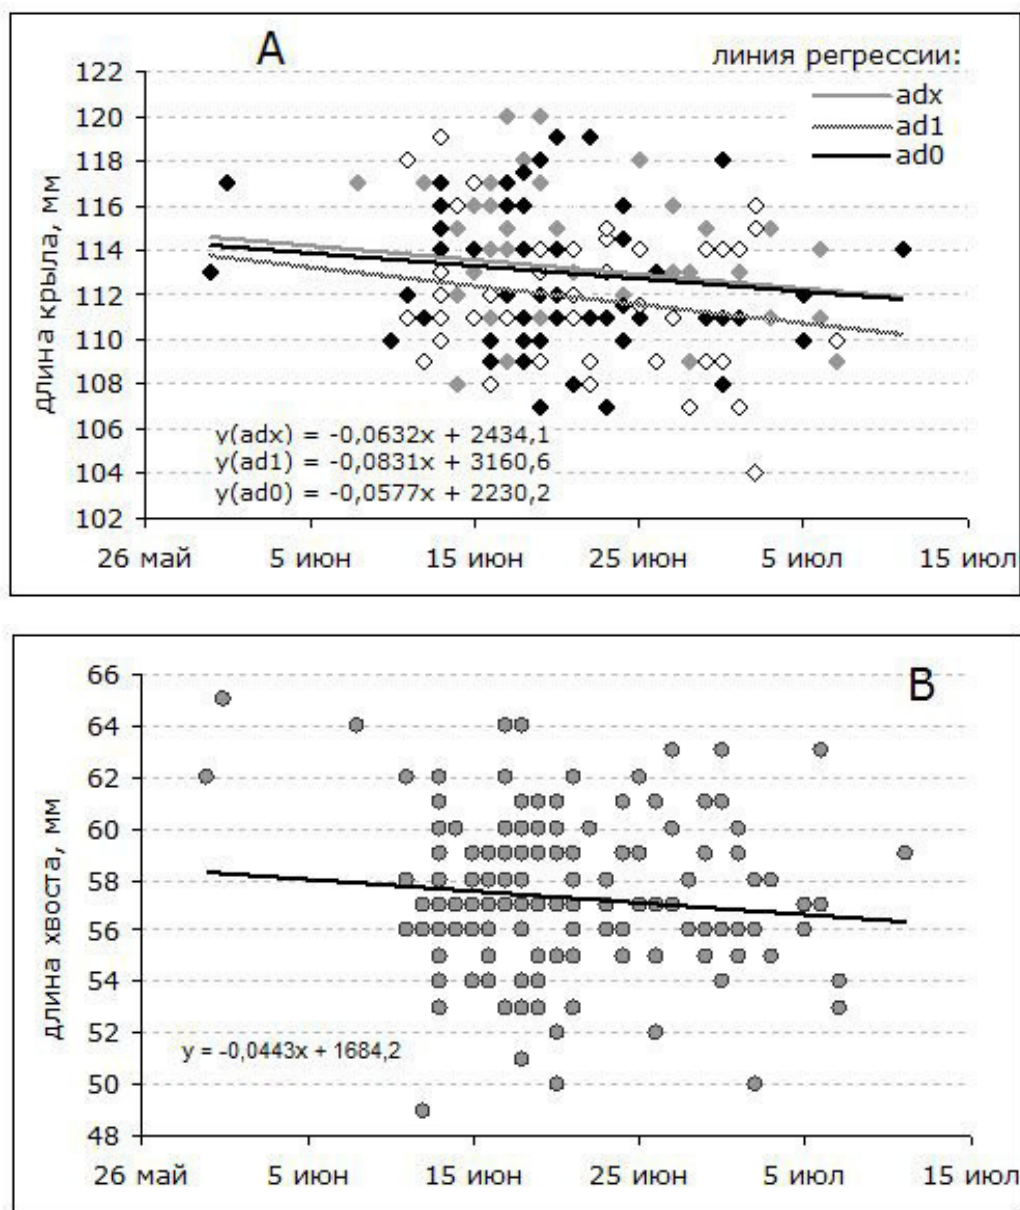 A
линия регрессии:
adx
ad1
ad0
длина крыла, мм
122
120
118
116
114
112
110
108
106
104
102
y(adx) = -0,0632x + 2434,1
y(ad1) = -0,0831x + 3160,6
y(ad0) = -0,0577x + 2230,2
26 май 5 июн 15 июн 25 июн 5 июл 15 июл
B
длина хвоста, мм
66
64
62
60
58
56
54
52
50
48
y = -0,0443x + 1684,2
26 май 5 июн 15 июн 25 июн 5 июл 15 июл